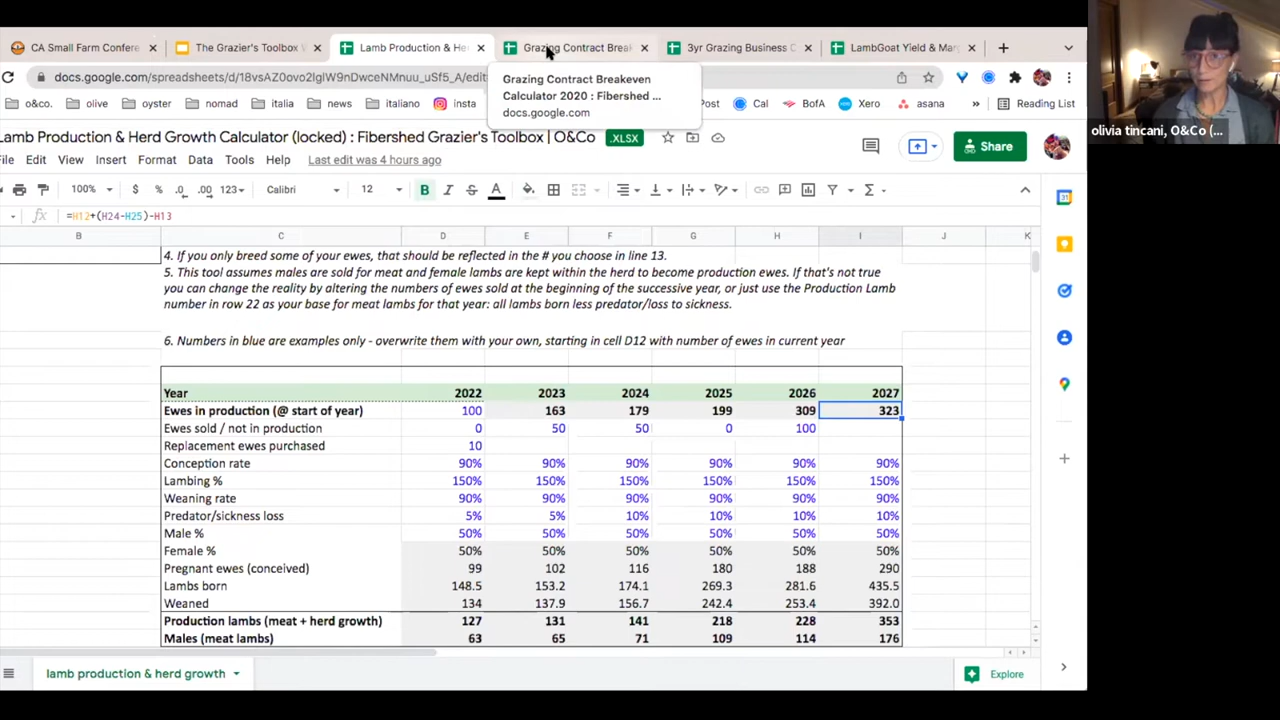 CA Small Farm Confere
The Grazier's Toolbox
Lamb Production & He
Grazing Contract Break
3yr Grazing Business C
LambGoat Yield & Mar
docs.google.com/spreadsheets/d/18vsAZ0ovo2lgIW9nDwceNMnuu_uSf5_A/edit
Grazing Contract Breakeven
Calculator 2020 : Fibershed ...
docs.google.com
o&co.
olive
oyster
nomad
italia
news
italiano
insta
Post
Cal
BofA
Xero
asana
Reading List
Lamb Production & Herd Growth Calculator (locked) : Fibershed Grazier's Toolbox | O&Co
.XLSX
Share
File Edit View Insert Format Data Tools Help Last edit was 4 hours ago
100% $ % .0 .00 123 Calibri 12 B I S A
fx =H12+(H24-H25)-H13
B C D E F G H I J K
4. If you only breed some of your ewes, that should be reflected in the # you choose in line 13.
5. This tool assumes males are sold for meat and female lambs are kept within the herd to become production ewes. If that's not true
you can change the reality by altering the numbers of ewes sold at the beginning of the successive year, or just use the Production Lamb
number in row 22 as your base for meat lambs for that year: all lambs born less predator/loss to sickness.
6. Numbers in blue are examples only - overwrite them with your own, starting in cell D12 with number of ewes in current year
Year 2022 2023 2024 2025 2026 2027
Ewes in production (@ start of year) 100 163 179 199 309 323
Ewes sold / not in production 0 50 50 0 100
Replacement ewes purchased 10
Conception rate 90% 90% 90% 90% 90% 90%
Lambing % 150% 150% 150% 150% 150% 150%
Weaning rate 90% 90% 90% 90% 90% 90%
Predator/sickness loss 5% 5% 10% 10% 10% 10%
Male % 50% 50% 50% 50% 50% 50%
Female % 50% 50% 50% 50% 50% 50%
Pregnant ewes (conceived) 99 102 116 180 188 290
Lambs born 148.5 153.2 174.1 269.3 281.6 435.5
Weaned 134 137.9 156.7 242.4 253.4 392.0
Production lambs (meat + herd growth) 127 131 141 218 228 353
Males (meat lambs) 63 65 71 109 114 176
lamb production & herd growth
Explore
olivia tincani, O&Co (...